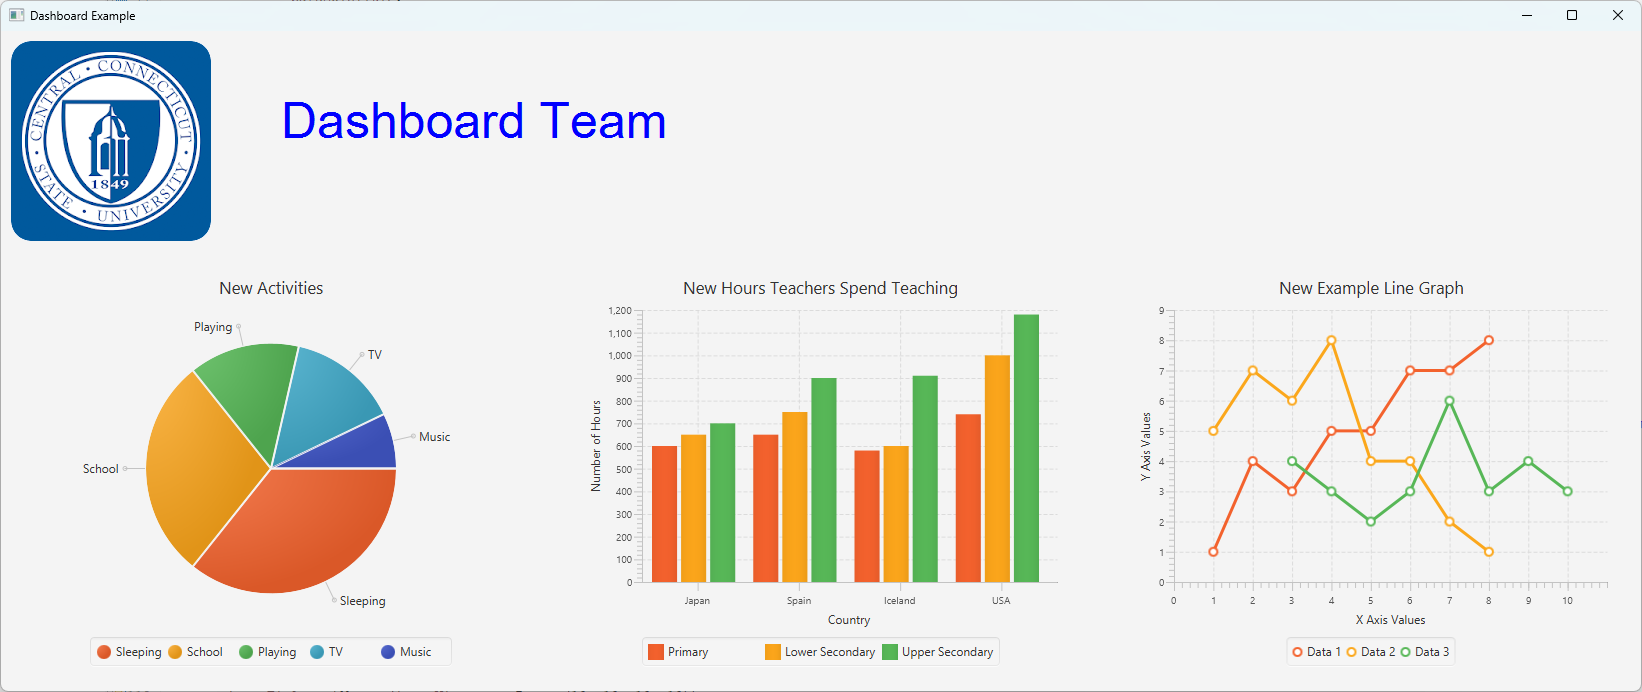 Dashboard Example
CENTRAL • CONNECTICUT • STATE • UNIVERSITY •
1849
Dashboard Team
New Activities
Playing
TV
Music
School
Sleeping
Sleeping School Playing TV Music
New Hours Teachers Spend Teaching
Number of Hours
1,200
1,100
1,000
900
800
700
600
500
400
300
200
100
0
Japan Spain Iceland USA
Country
Primary Lower Secondary Upper Secondary
New Example Line Graph
Y Axis Values
9
8
7
6
5
4
3
2
1
0
0 1 2 3 4 5 6 7 8 9 10
X Axis Values
Data 1 Data 2 Data 3